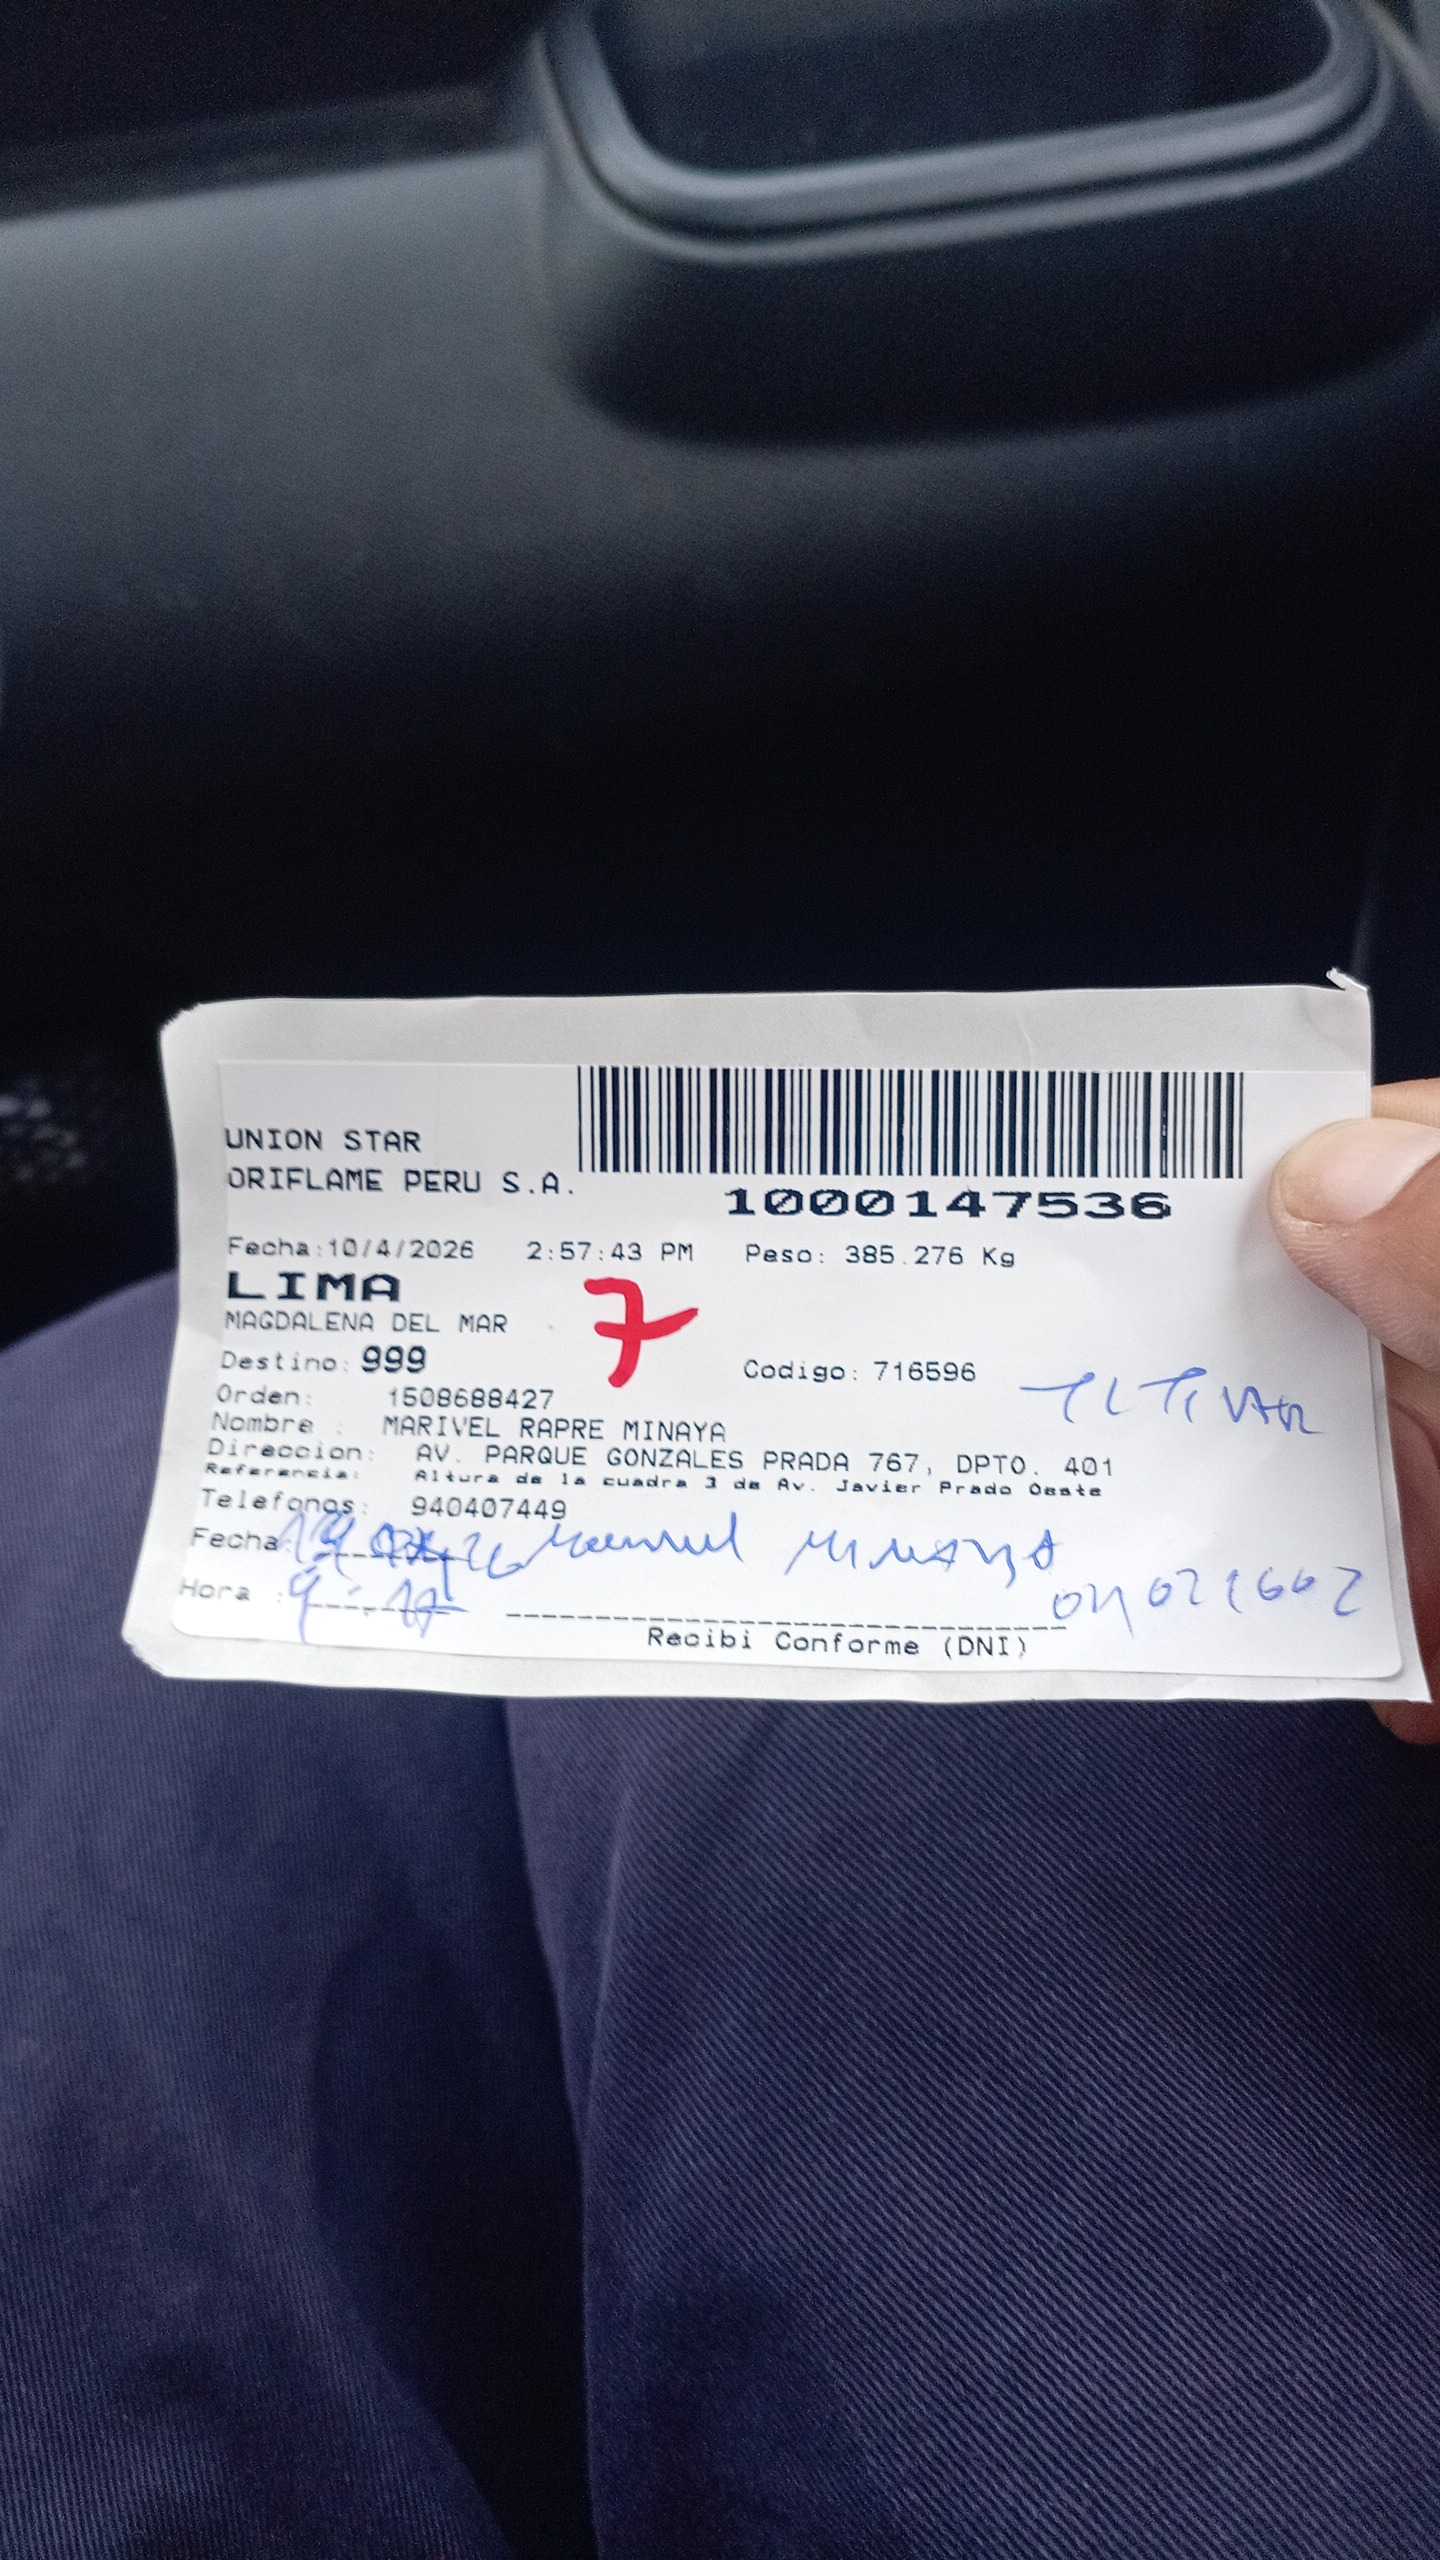 UNION STAR
ORIFLAME PERU S.A.
1000147536
Fecha:10/4/2026 2:57:43 PM Peso: 385.276 Kg
LIMA
7
MAGDALENA DEL MAR
Destino: 999
Codigo: 716596
Orden: 1508688427
Nombre : MARIVEL RAPRE MINAYA
Direccion: AV. PARQUE GONZALES PRADA 767, DPTO. 401
Referencia: Altura de la cuadra 3 de Av. Javier Prado Oeste
Telefonos: 940407449
Fecha: Minaya
Hora :
Recibi Conforme (DNI)